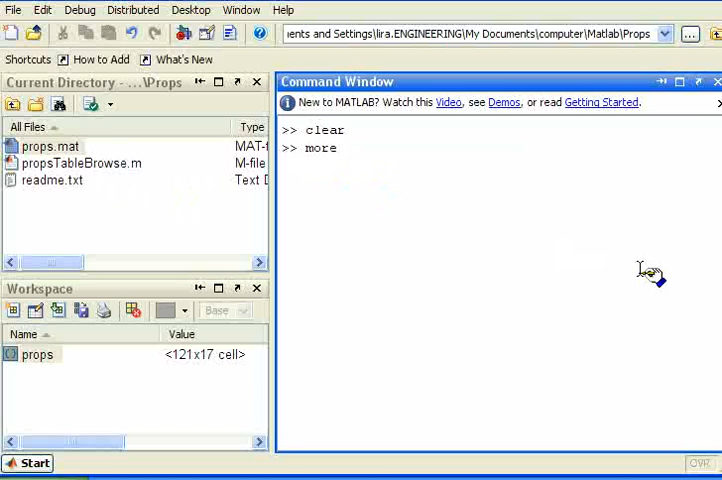 File Edit Debug Distributed Desktop Window Help
ients and Settings\lira.ENGINEERING\My Documents\computer\Matlab\Props
...
Shortcuts How to Add What's New
Current Directory - ...\Props
All Files Type
props.mat MAT-f
propsTableBrowse.m M-file
readme.txt Text D
Workspace
Base
Name Value
props <121x17 cell>
Command Window
New to MATLAB? Watch this Video, see Demos, or read Getting Started.
>> clear
>> more
Start
OVR